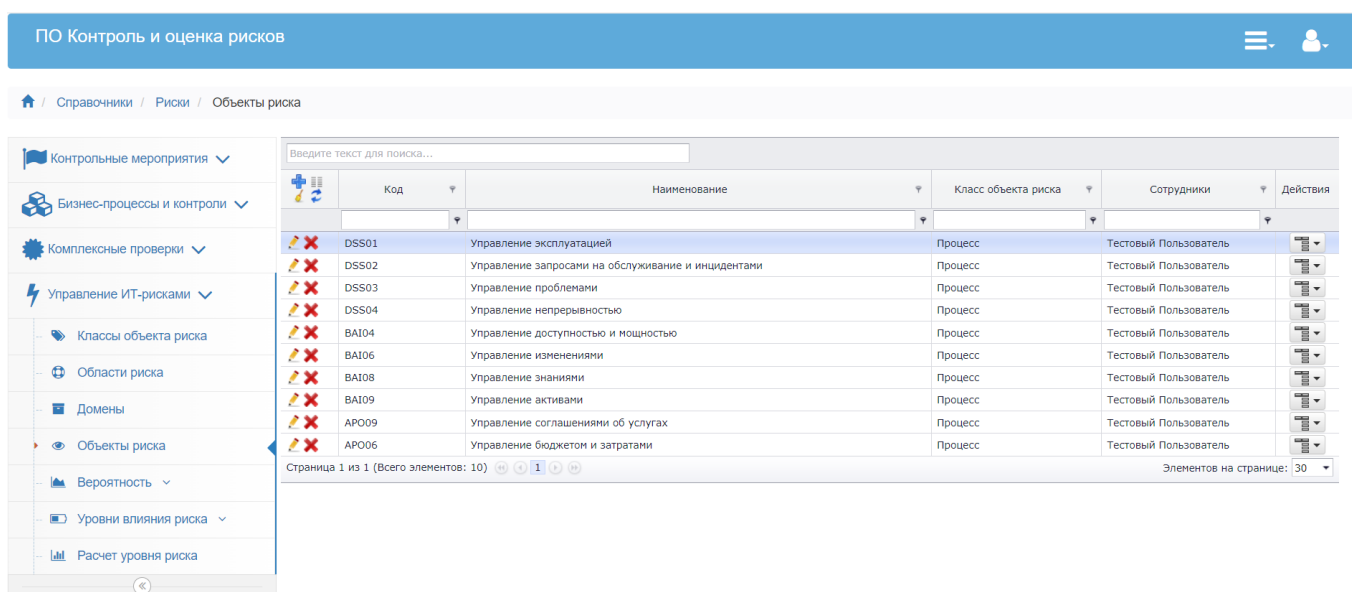 ПО Контроль и оценка рисков
Справочники / Риски / Объекты риска
Контрольные мероприятия
Бизнес-процессы и контроли
Комплексные проверки
Управление ИТ-рисками
Классы объекта риска
Области риска
Домены
Объекты риска
Вероятность
Уровни влияния риска
Расчет уровня риска
Введите текст для поиска...
Код Наименование Класс объекта риска Сотрудники Действия
DSS01 Управление эксплуатацией Процесс Тестовый Пользователь
DSS02 Управление запросами на обслуживание и инцидентами Процесс Тестовый Пользователь
DSS03 Управление проблемами Процесс Тестовый Пользователь
DSS04 Управление непрерывностью Процесс Тестовый Пользователь
BAI04 Управление доступностью и мощностью Процесс Тестовый Пользователь
BAI06 Управление изменениями Процесс Тестовый Пользователь
BAI08 Управление знаниями Процесс Тестовый Пользователь
BAI09 Управление активами Процесс Тестовый Пользователь
APO09 Управление соглашениями об услугах Процесс Тестовый Пользователь
APO06 Управление бюджетом и затратами Процесс Тестовый Пользователь
Страница 1 из 1 (Всего элементов: 10) 1 Элементов на странице: 30